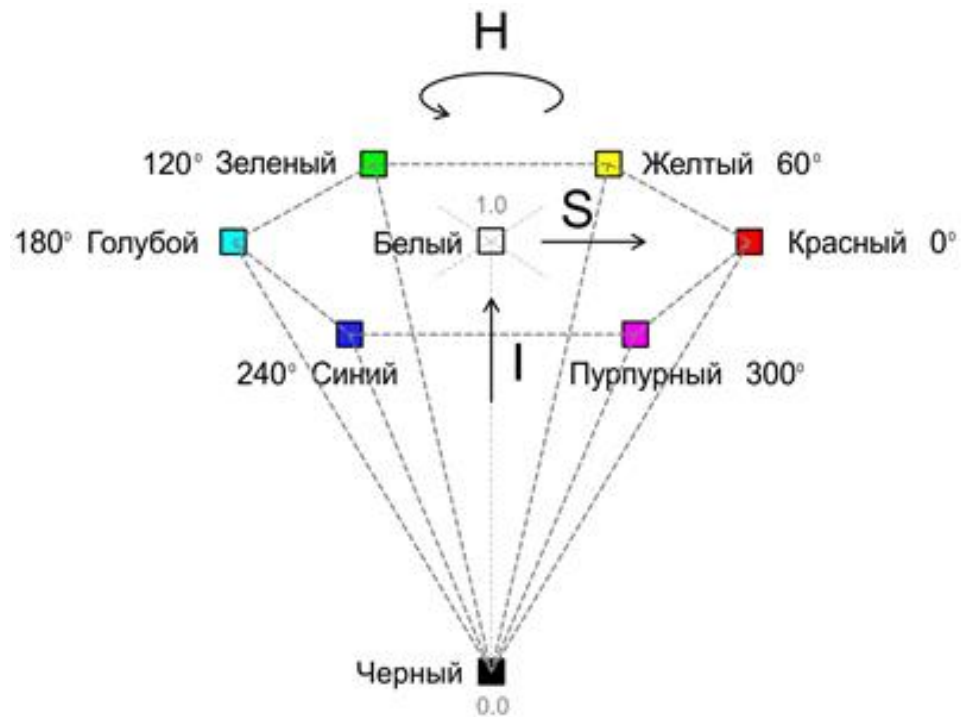 H
120° Зеленый
Желтый 60°
1.0
S
180° Голубой
Белый
Красный 0°
I
240° Синий
Пурпурный 300°
Черный
0.0